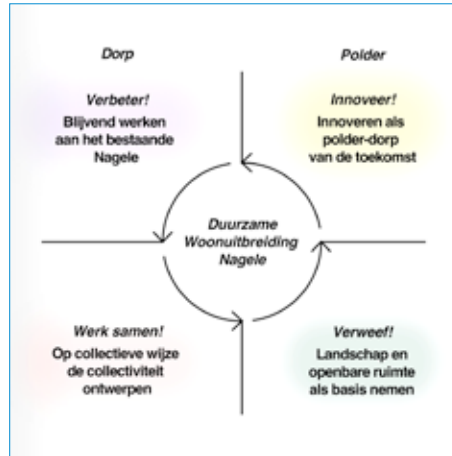 Dorp
Polder
Verbeter!
Blijvend werken
aan het bestaande
Nagele
Innoveer!
Innoveren als
polder-dorp
van de toekomst
Duurzame
Woonuitbreiding
Nagele
Werk samen!
Op collectieve wijze
de collectiviteit
ontwerpen
Verweef!
Landschap en
openbare ruimte
als basis nemen